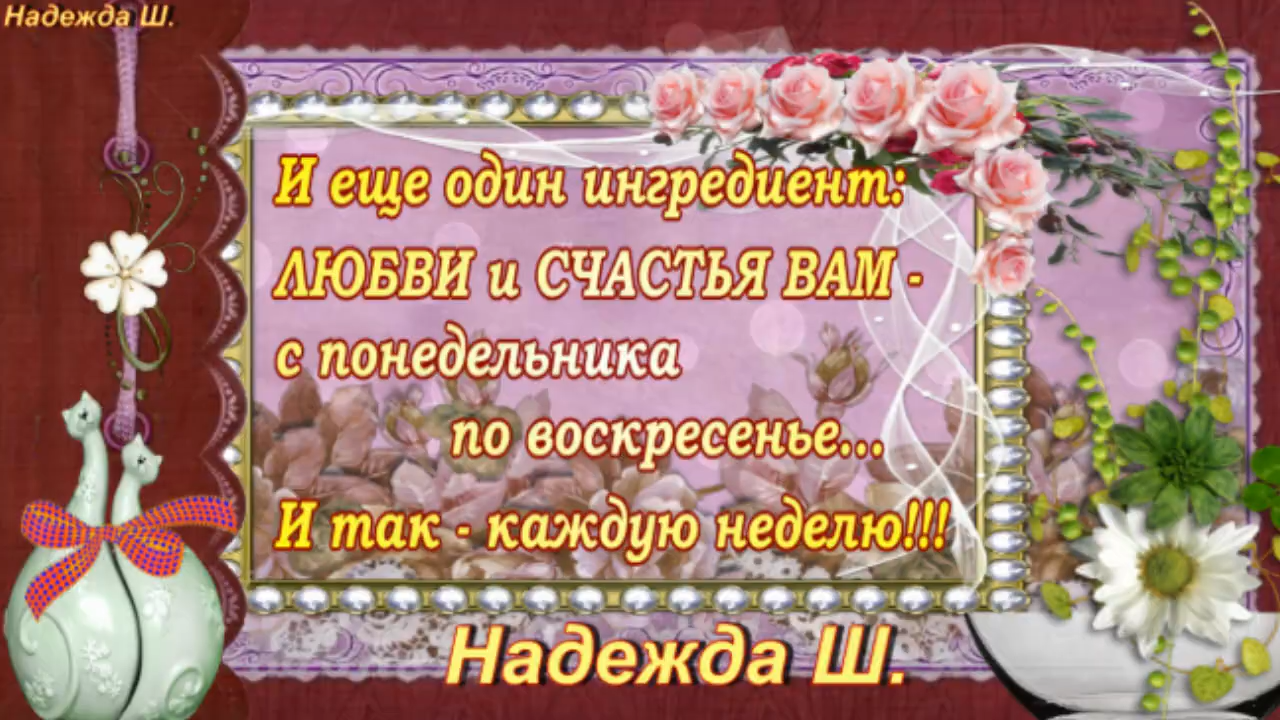 Надежда Ш.
И еще один ингредиент:
ЛЮБВИ и СЧАСТЬЯ ВАМ -
с понедельника
по воскресенье...
И так - каждую неделю!!!
Надежда Ш.